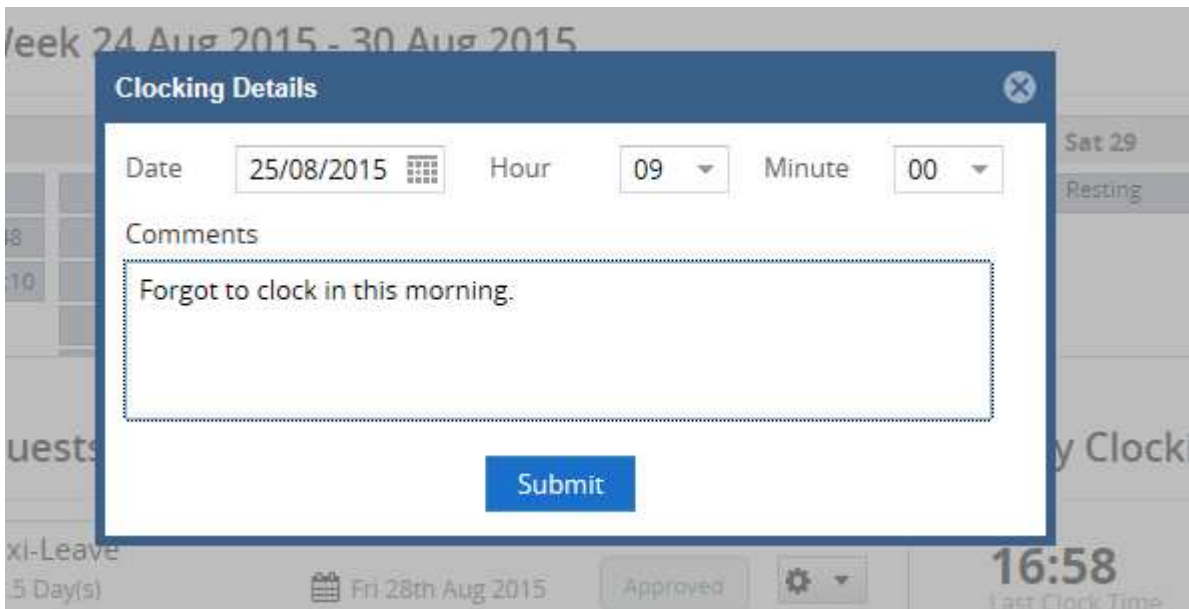 Week 24 Aug 2015 - 30 Aug 2015
Clocking Details
Sat 29
Date 25/08/2015 Hour 09 Minute 00
Resting
48
Comments
:10
Forgot to clock in this morning.
uests
y Clocki
Submit
xi-Leave
16:58
.5 Day(s) Fri 28th Aug 2015 Approved
Last Clock Time